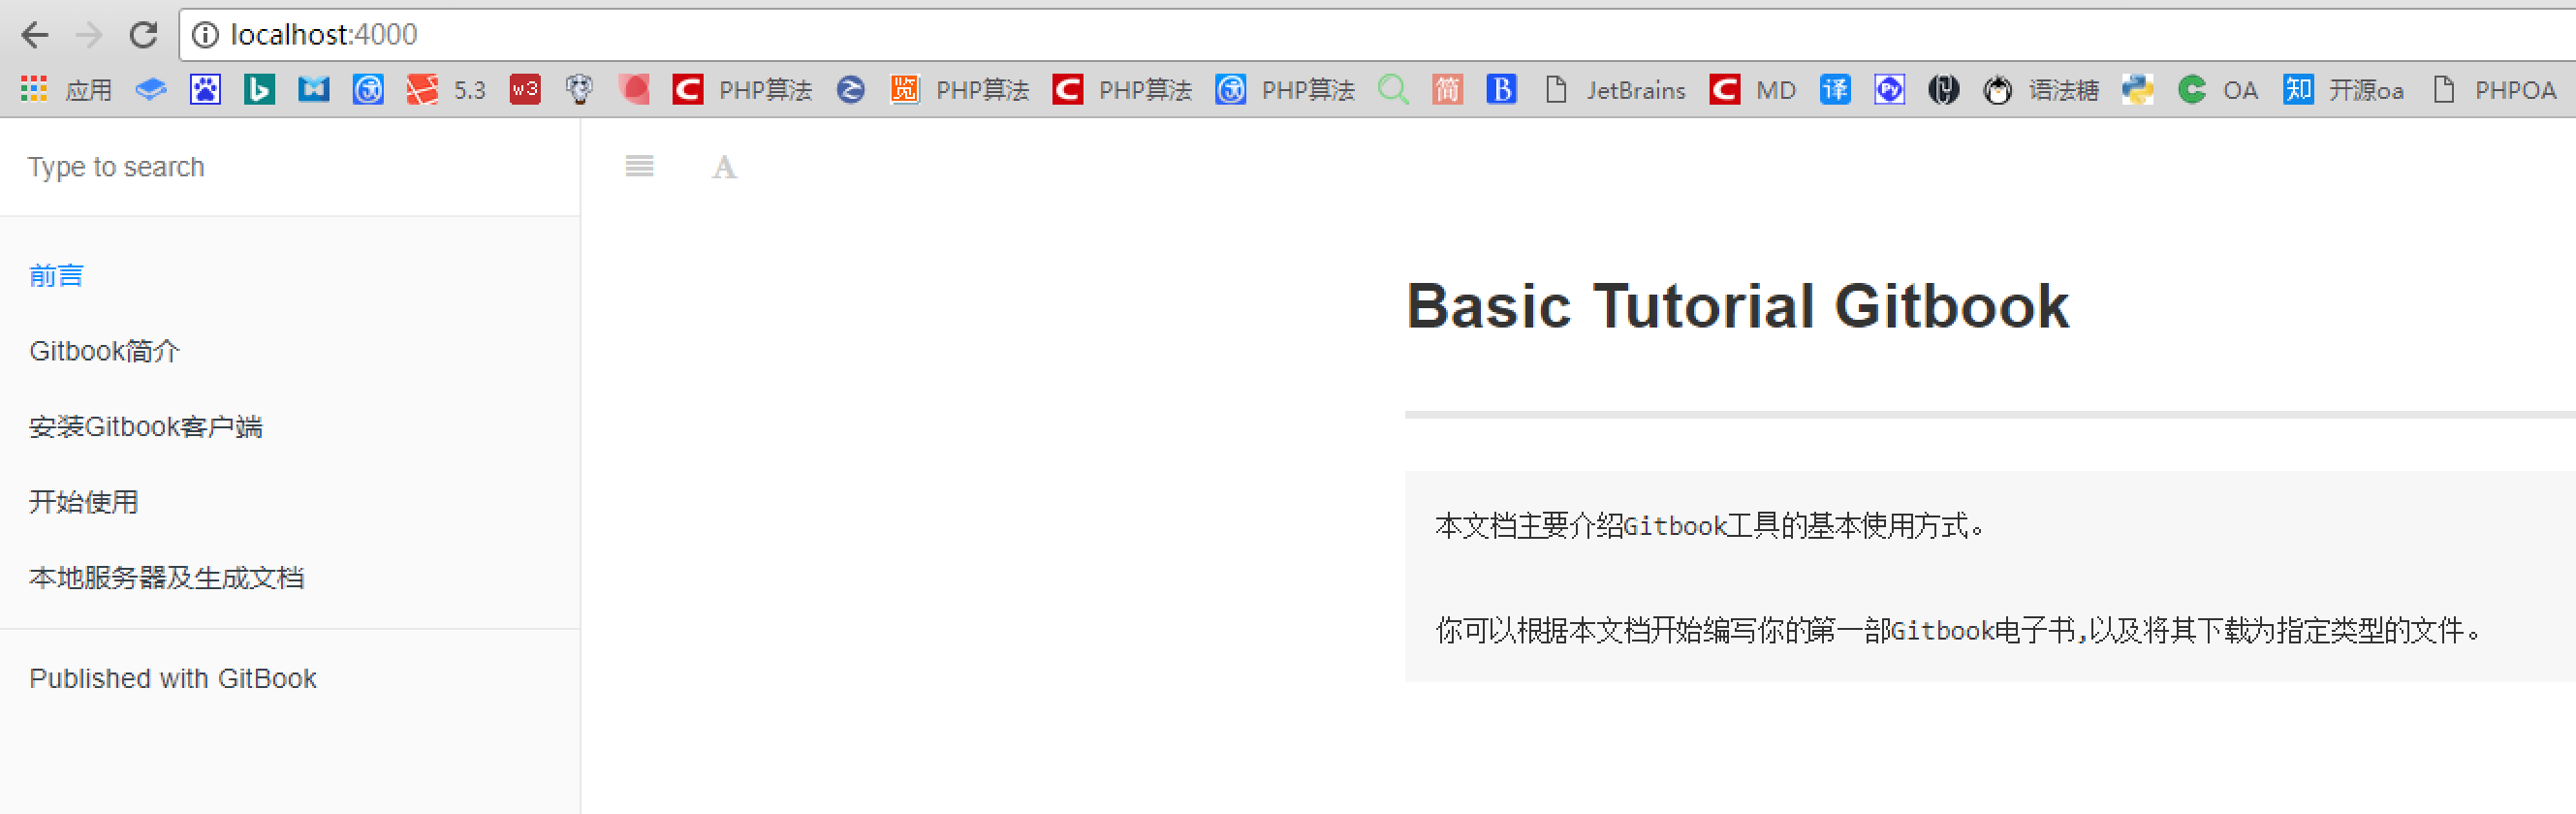 localhost:4000
应用 5.3 w3 C PHP算法 览 PHP算法 C PHP算法 PHP算法 简 B JetBrains C MD 译 Py 语法糖 C OA 知 开源oa PHPOA
Type to search
A
前言
Gitbook简介
安装Gitbook客户端
开始使用
本地服务器及生成文档
Published with GitBook
Basic Tutorial Gitbook
本文档主要介绍Gitbook工具的基本使用方式。
你可以根据本文档开始编写你的第一部Gitbook电子书,以及将其下载为指定类型的文件。